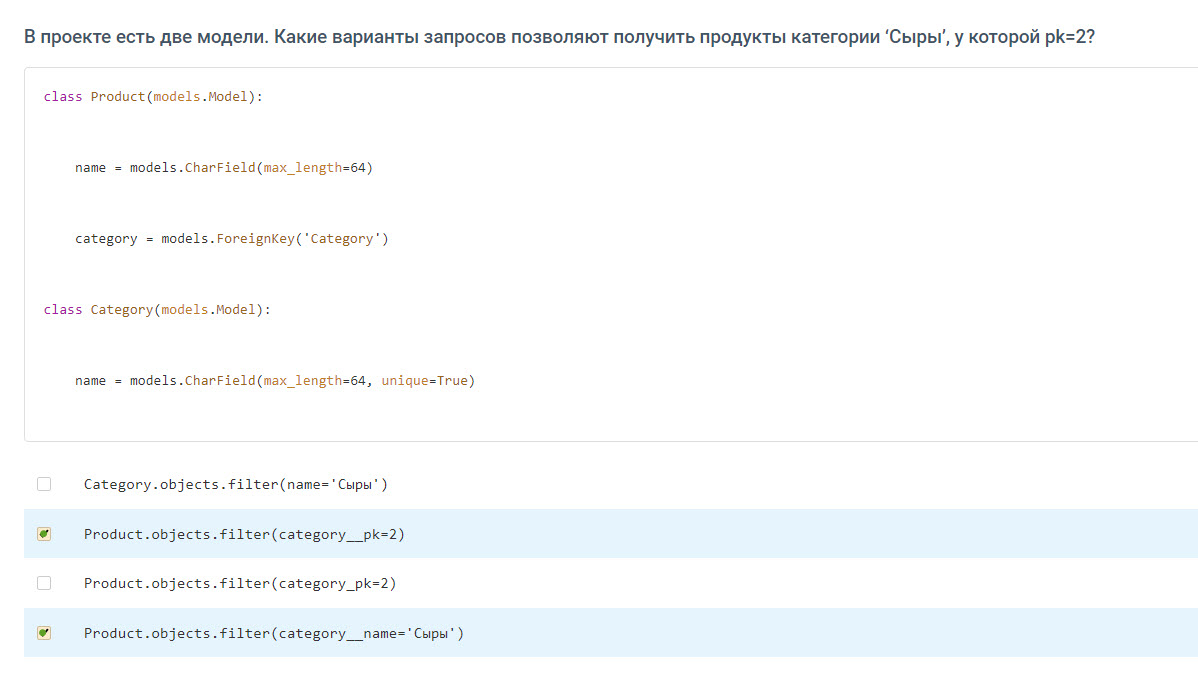 В проекте есть две модели. Какие варианты запросов позволяют получить продукты категории ‘Сыры’, у которой pk=2?
class Product(models.Model):
name = models.CharField(max_length=64)
category = models.ForeignKey('Category')
class Category(models.Model):
name = models.CharField(max_length=64, unique=True)
Category.objects.filter(name='Сыры')
Product.objects.filter(category__pk=2)
Product.objects.filter(category_pk=2)
Product.objects.filter(category__name='Сыры')